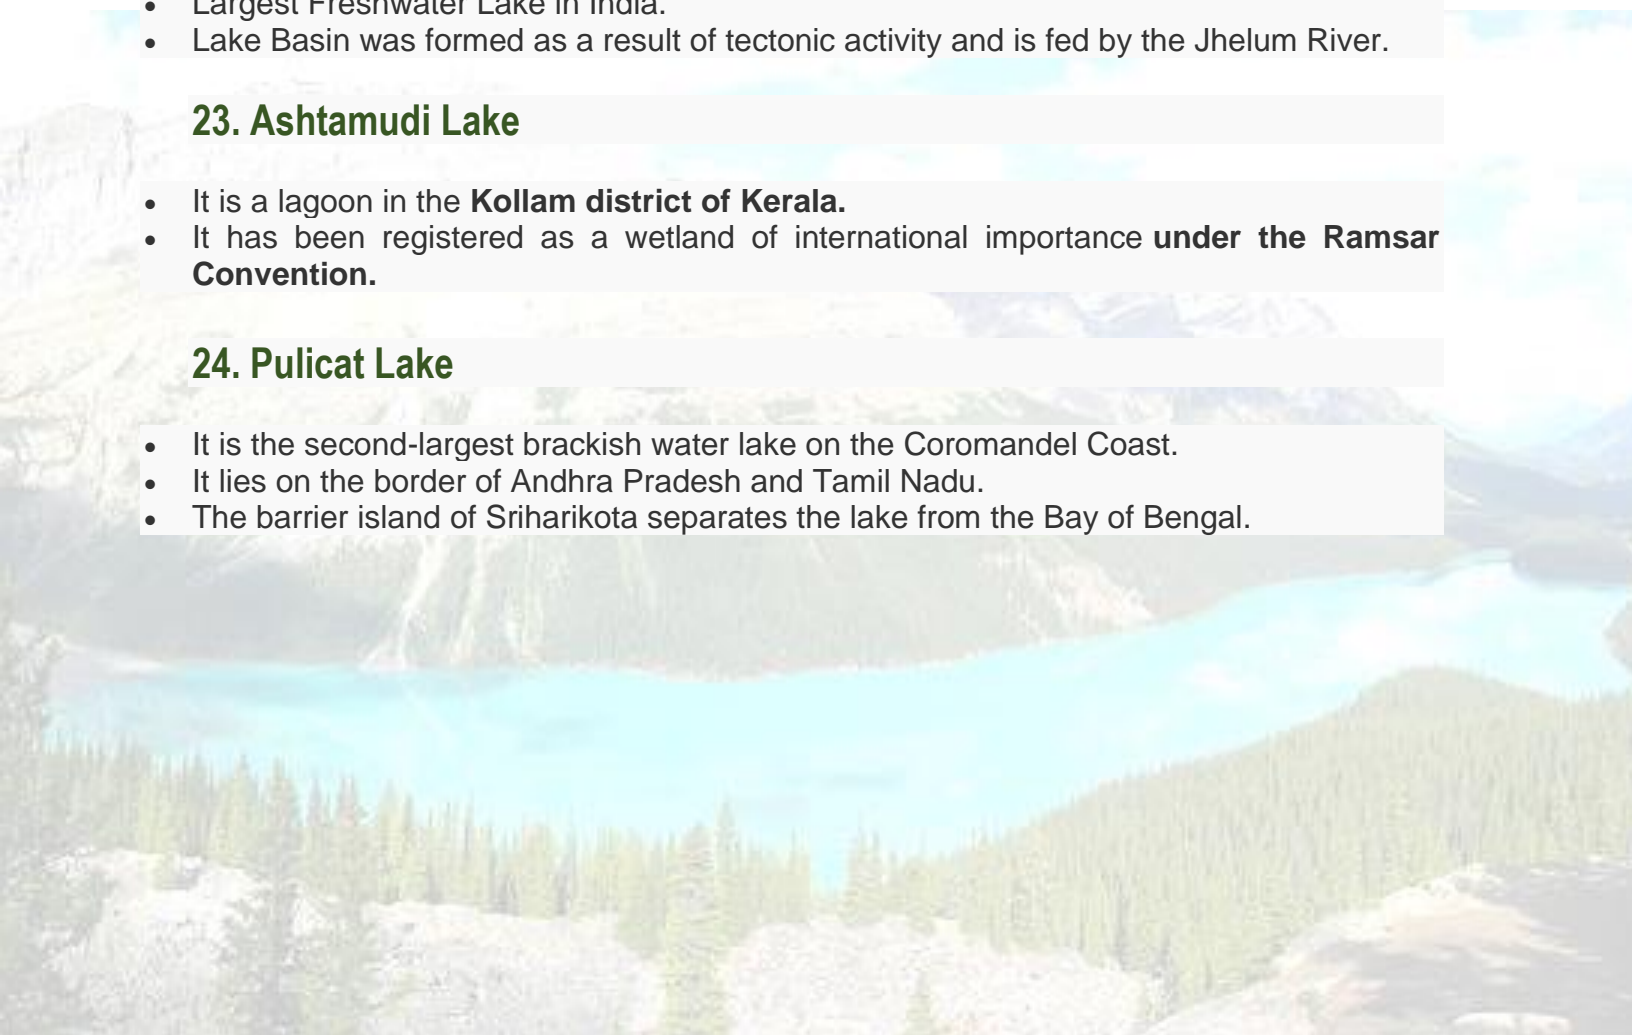 • Largest Freshwater Lake in India.
• Lake Basin was formed as a result of tectonic activity and is fed by the Jhelum River.
23. Ashtamudi Lake
• It is a lagoon in the Kollam district of Kerala.
• It has been registered as a wetland of international importance under the Ramsar
Convention.
24. Pulicat Lake
• It is the second-largest brackish water lake on the Coromandel Coast.
• It lies on the border of Andhra Pradesh and Tamil Nadu.
• The barrier island of Sriharikota separates the lake from the Bay of Bengal.